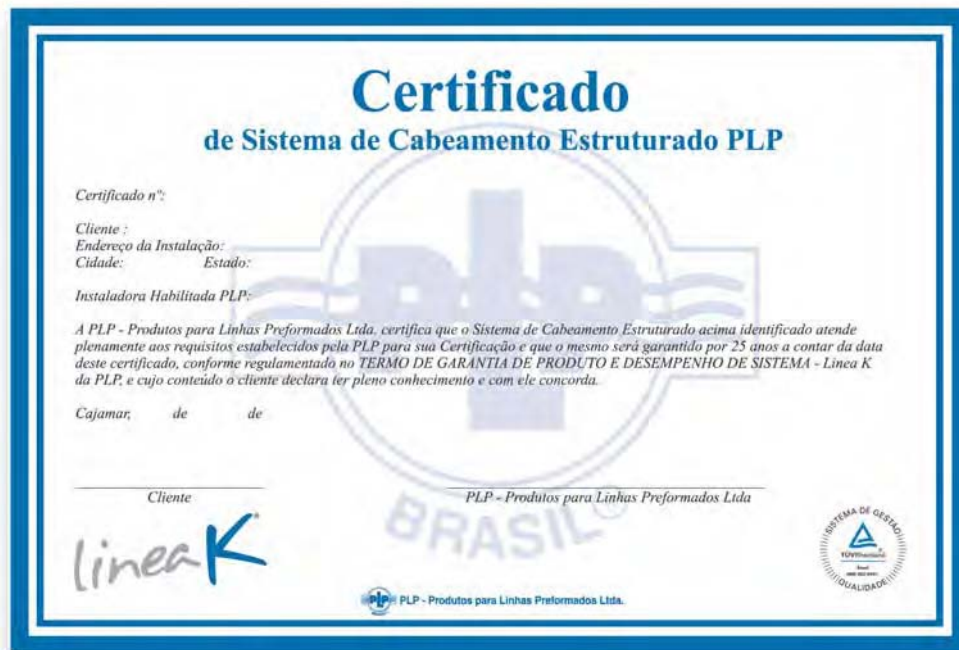 Certificado
de Sistema de Cabeamento Estruturado PLP
Certificado nº:
Cliente :
Endereço da Instalação:
Cidade: Estado:
Instaladora Habilitada PLP:
A PLP - Produtos para Linhas Preformados Ltda. certifica que o Sistema de Cabeamento Estruturado acima identificado atende
plenamente aos requisitos estabelecidos pela PLP para sua Certificação e que o mesmo será garantido por 25 anos a contar da data
deste certificado, conforme regulamentado no TERMO DE GARANTIA DE PRODUTO E DESEMPENHO DE SISTEMA - Linea K
da PLP, e cujo conteúdo o cliente declara ter pleno conhecimento e com ele concorda.
Cajamar, de de
Cliente PLP - Produtos para Linhas Preformados Ltda
PLP
BRASIL®
linea K
SISTEMA DE GESTÃO
TÜVRheinland
QUALIDADE
PLP PLP - Produtos para Linhas Preformados Ltda.